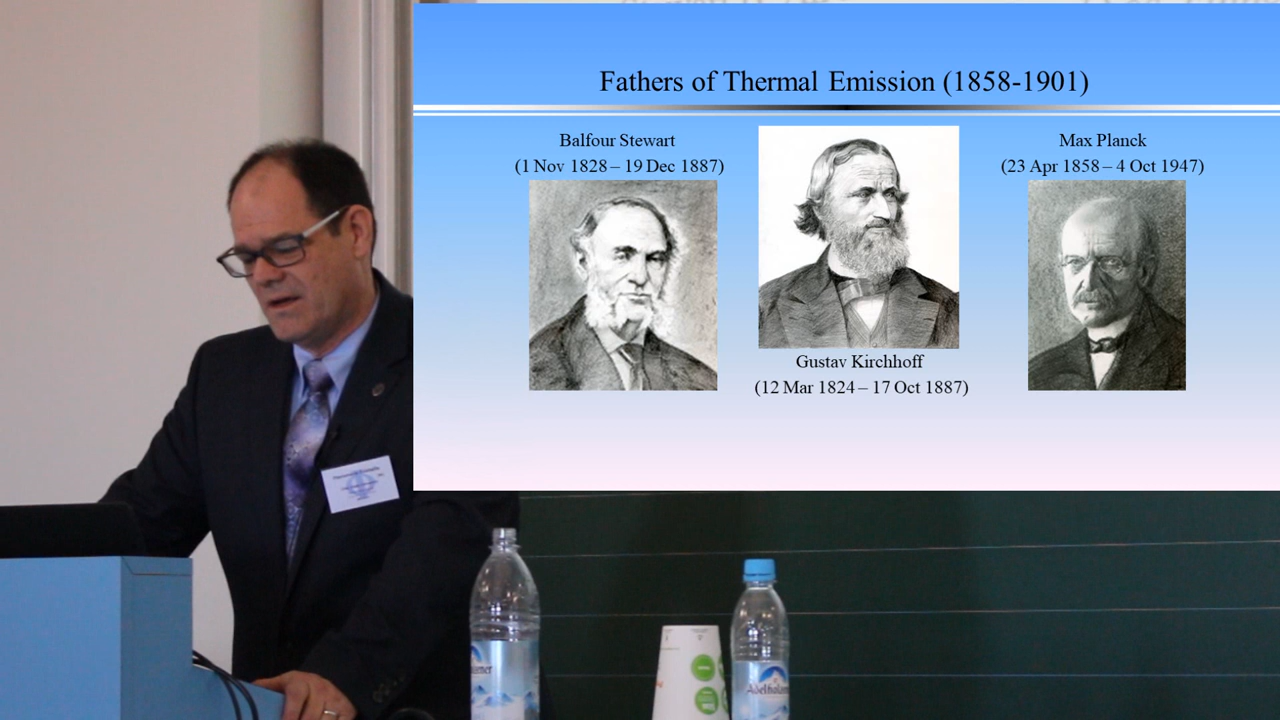 Fathers of Thermal Emission (1858-1901)
Balfour Stewart
(1 Nov 1828 – 19 Dec 1887)
Max Planck
(23 Apr 1858 – 4 Oct 1947)
Gustav Kirchhoff
(12 Mar 1824 – 17 Oct 1887)